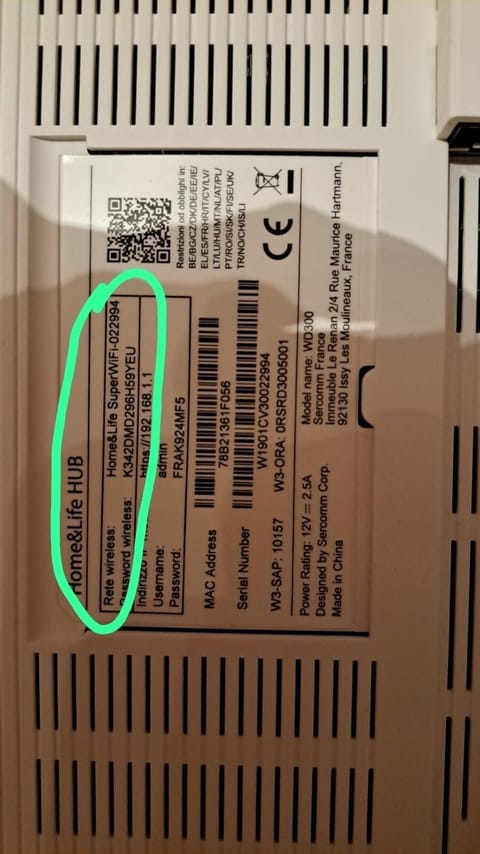 Home&Life HUB
Rete wireless: Home&Life SuperWiFi-022994
Password wireless: K342DMD296H59YEU
Indirizzo IP https://192.168.1.1
Username: admin
Password: FRAK924MF5
Restrizioni od obblighi in:
BE/BG/CZ/DK/DE/EE/IE/
EL/ES/FR/HR/IT/CY/LV/
LT/LU/HU/MT/NL/AT/PL/
PT/RO/SI/SK/FI/SE/UK/
TR/NO/CH/IS/LI
MAC Address
78B21361F056
Serial Number
W1901CV30022994
W3-SAP: 10157 W3-ORA: 0RSRD3005001
Power Rating: 12V = 2.5A
Designed by Sercomm Corp.
Made in China
Model name: WD300
Sercomm France
Immeuble Le Renan 2/4 Rue Maurice Hartmann,
92130 Issy Les Moulineaux, France
CE